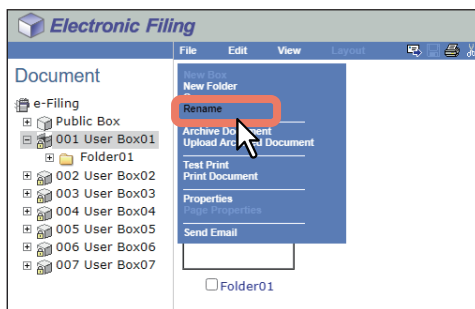 Electronic Filing
File Edit View Layout
Document
e-Filing
Public Box
001 User Box01
Folder01
002 User Box02
003 User Box03
004 User Box04
005 User Box05
006 User Box06
007 User Box07
New Box
New Folder
Rename
Archive Document
Upload Archived Document
Test Print
Print Document
Properties
Page Properties
Send Email
Folder01